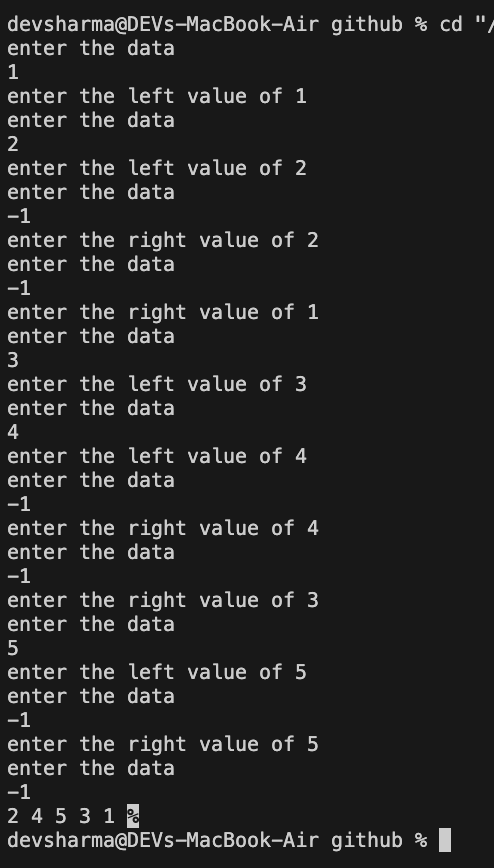 devsharma@DEVs-MacBook-Air github % cd "/
enter the data
1
enter the left value of 1
enter the data
2
enter the left value of 2
enter the data
-1
enter the right value of 2
enter the data
-1
enter the right value of 1
enter the data
3
enter the left value of 3
enter the data
4
enter the left value of 4
enter the data
-1
enter the right value of 4
enter the data
-1
enter the right value of 3
enter the data
5
enter the left value of 5
enter the data
-1
enter the right value of 5
enter the data
-1
2 4 5 3 1 %
devsharma@DEVs-MacBook-Air github %